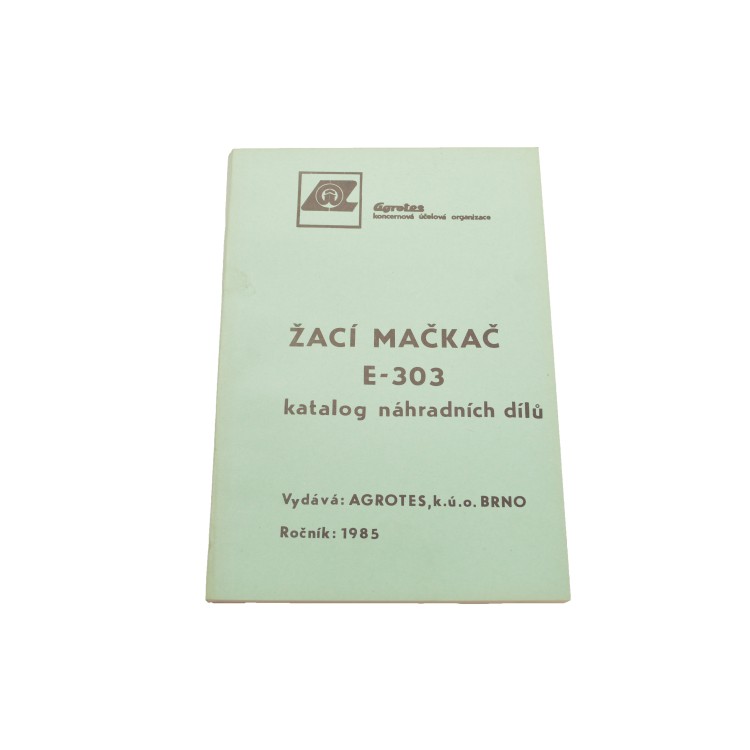 Agrotes
koncernová účelová organizace
ŽACÍ MAČKAČ
E-303
katalog náhradních dílů
Vydává: AGROTES,k.ú.o. BRNO
Ročník: 1985